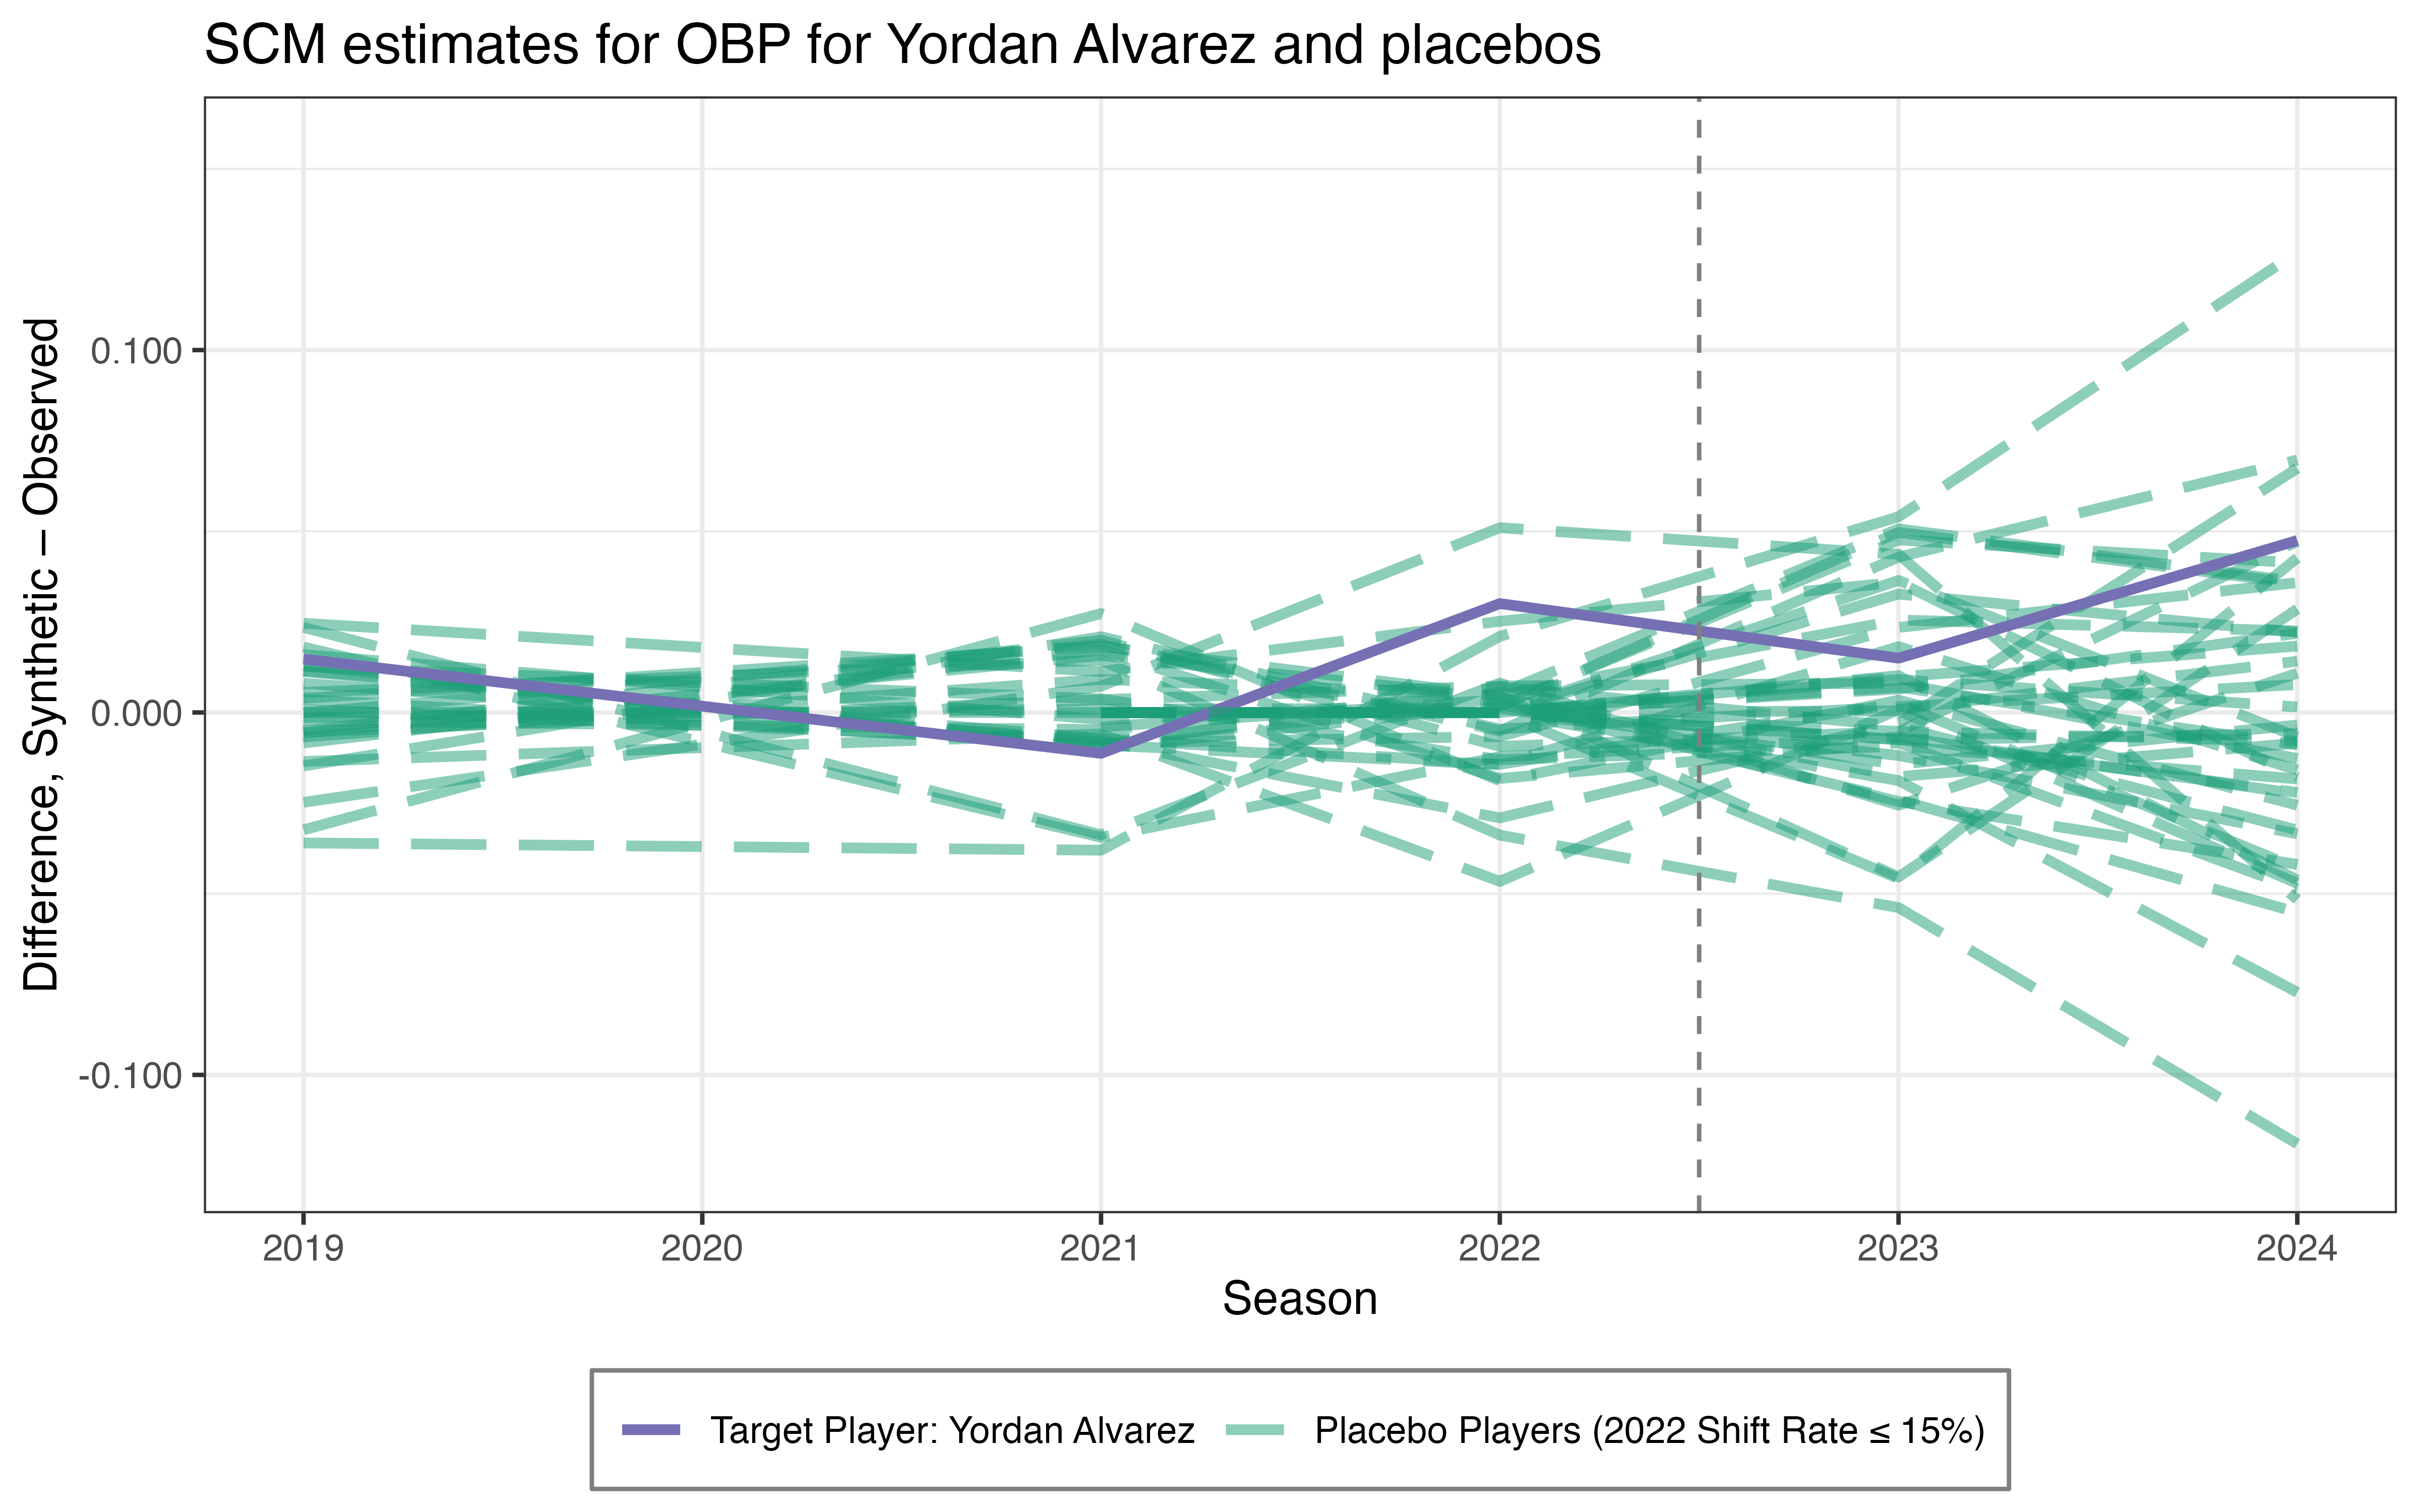 SCM estimates for OBP for Yordan Alvarez and placebos
Difference, Synthetic − Observed
0.100
0.000
-0.100
2019 2020 2021 2022 2023 2024
Season
Target Player: Yordan Alvarez Placebo Players (2022 Shift Rate ≤ 15%)